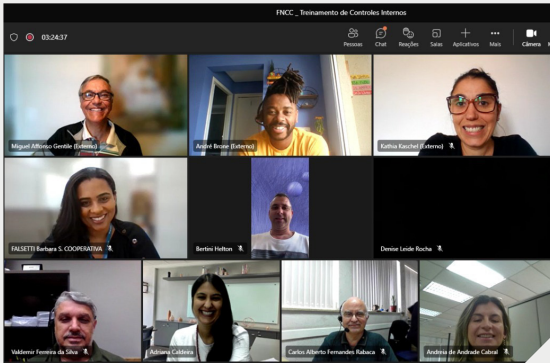 FNCC _ Treinamento de Controles Internos
03:24:37
Pessoas Chat Reações Salas Aplicativos Mais Câmera
Miguel Affonso Gentile (Externo) André Brone (Externo) Kathia Kaschel (Externo)
FALSETTI Barbara S. COOPERATIVA Bertini Helton Denise Leide Rocha
Valdemir Ferreira da Silva Adriana Caldeira Carlos Alberto Fernandes Rabaca Andreia de Andrade Cabral